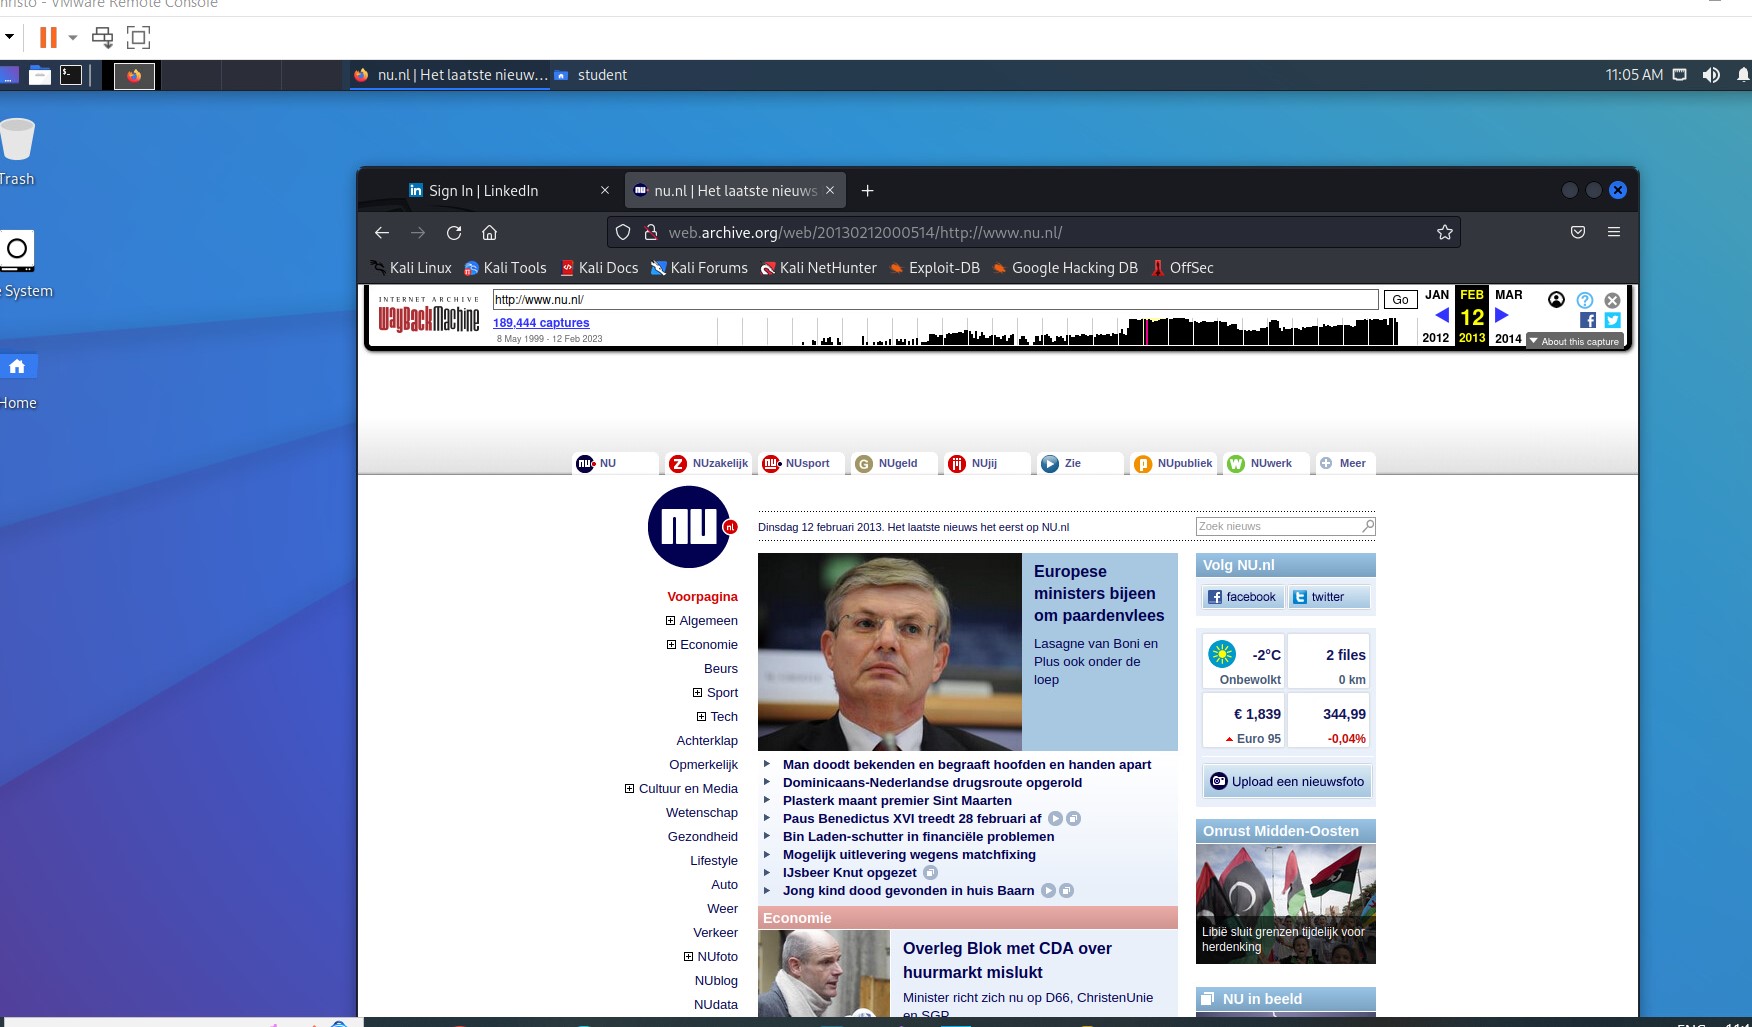 hristo - VMware Remote Console
nu.nl | Het laatste nieuw...
student
11:05 AM
Trash
System
Home
Sign In | LinkedIn
nu.nl | Het laatste nieuws
web.archive.org/web/20130212000514/http://www.nu.nl/
Kali Linux
Kali Tools
Kali Docs
Kali Forums
Kali NetHunter
Exploit-DB
Google Hacking DB
OffSec
INTERNET ARCHIVE
WayBackMachine
http://www.nu.nl/
Go
189,444 captures
8 May 1999 - 12 Feb 2023
JAN FEB MAR
12
2012 2013 2014
About this capture
NU
NUzakelijk
NUsport
NUgeld
NUjij
Zie
NUpubliek
NUwerk
Meer
NU nl
Dinsdag 12 februari 2013. Het laatste nieuws het eerst op NU.nl
Zoek nieuws
Voorpagina
Algemeen
Economie
Beurs
Sport
Tech
Achterklap
Opmerkelijk
Cultuur en Media
Wetenschap
Gezondheid
Lifestyle
Auto
Weer
Verkeer
NUfoto
NUblog
NUdata
Europese
ministers bijeen
om paardenvlees
Lasagne van Boni en
Plus ook onder de
loep
Man doodt bekenden en begraaft hoofden en handen apart
Dominicaans-Nederlandse drugsroute opgerold
Plasterk maant premier Sint Maarten
Paus Benedictus XVI treedt 28 februari af
Bin Laden-schutter in financiële problemen
Mogelijk uitlevering wegens matchfixing
IJsbeer Knut opgezet
Jong kind dood gevonden in huis Baarn
Economie
Overleg Blok met CDA over
huurmarkt mislukt
Minister richt zich nu op D66, ChristenUnie
en SGP
Volg NU.nl
facebook
twitter
-2°C
Onbewolkt
2 files
0 km
€ 1,839
Euro 95
344,99
-0,04%
Upload een nieuwsfoto
Onrust Midden-Oosten
Libië sluit grenzen tijdelijk voor
herdenking
NU in beeld